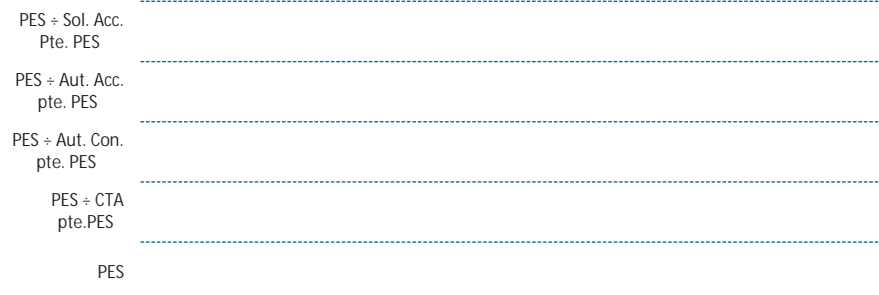 PES ÷ Sol. Acc.
Pte. PES
PES ÷ Aut. Acc.
pte. PES
PES ÷ Aut. Con.
pte. PES
PES ÷ CTA
pte.PES
PES